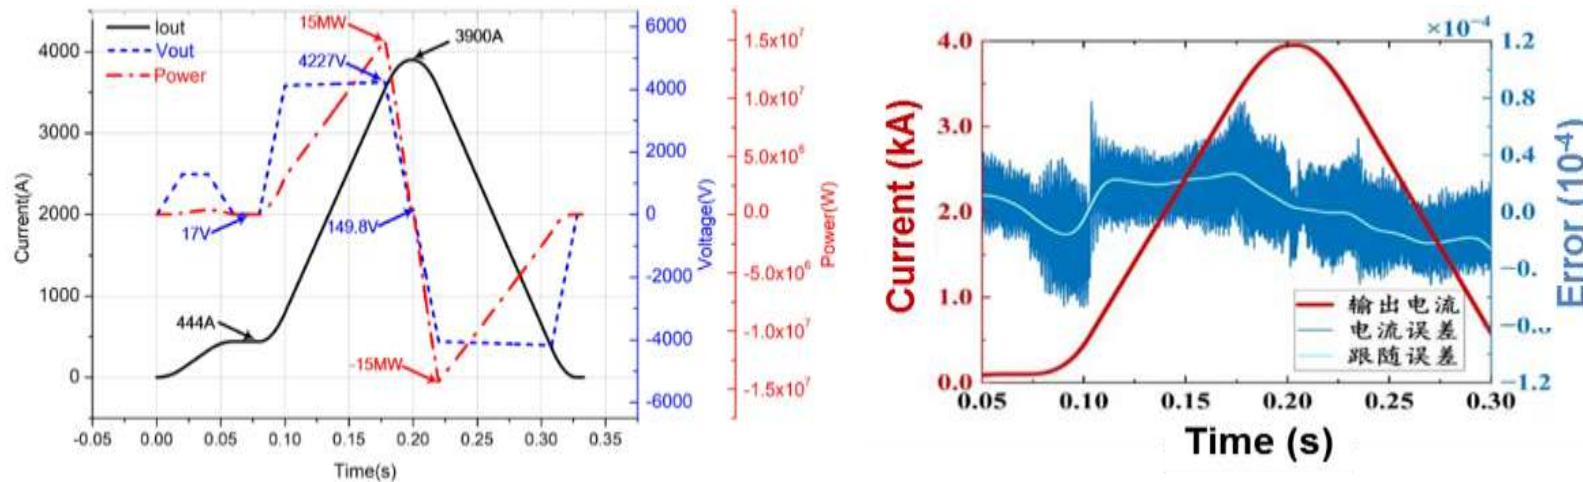 Iout
Vout
Power
15MW
3900A
4227V
149.8V
17V
444A
-15MW
4000
3000
2000
1000
0
Current(A)
-0.05
0.00
0.05
0.10
0.15
0.20
0.25
0.30
0.35
Time(s)
6000
4000
2000
0
-2000
-4000
-6000
Voltage(V)
1.5x10⁷
1.0x10⁷
5.0x10⁶
0.0
-5.0x10⁶
-1.0x10⁷
-1.5x10⁷
Power(W)
×10⁻⁴
4.0
3.0
2.0
1.0
0.0
Current (kA)
1.2
0.8
0.4
0.0
-1.2
Error (10⁻⁴)
输出电流
电流误差
跟随误差
0.05
0.10
0.15
0.20
0.25
0.30
Time (s)